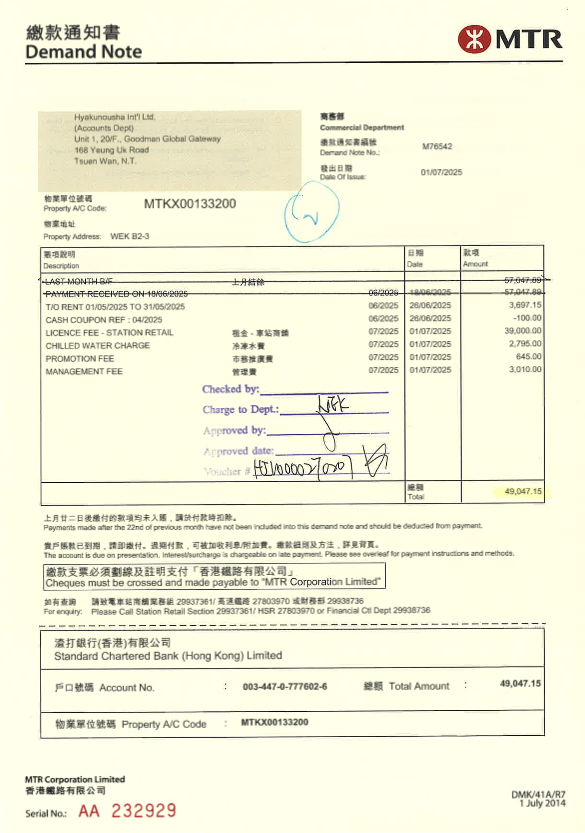 繳款通知書
Demand Note
MTR
Hyakunousha Int'l Ltd.
(Accounts Dept)
Unit 1, 20/F., Goodman Global Gateway
168 Yeung Uk Road
Tsuen Wan, N.T.
商務部
Commercial Department
繳款通知書編號
Demand Note No.: M76542
發出日期
Date Of Issue: 01/07/2025
物業單位號碼
Property A/C Code: MTKX00133200
物業地址
Property Address: WEK B2-3
款項說明 日期 款項
Description Date Amount
LAST MONTH B/F 上月結餘 57,047.89
PAYMENT RECEIVED ON 18/06/2025 06/2025 18/06/2025 -57,047.89
T/O RENT 01/05/2025 TO 31/05/2025 06/2025 26/06/2025 3,697.15
CASH COUPON REF : 04/2025 06/2025 26/06/2025 -100.00
LICENCE FEE - STATION RETAIL 租金 - 車站商舖 07/2025 01/07/2025 39,000.00
CHILLED WATER CHARGE 冷凍水費 07/2025 01/07/2025 2,795.00
PROMOTION FEE 市務推廣費 07/2025 01/07/2025 645.00
MANAGEMENT FEE 管理費 07/2025 01/07/2025 3,010.00
Checked by:
Charge to Dept.: WEK
Approved by:
Approved date:
Voucher #
總額
Total 49,047.15
上月廿二日後繳付的款項均未入賬，請於付款時扣除。
Payments made after the 22nd of previous month have not been included into this demand note and should be deducted from payment.
貴戶賬款已到期，請即繳付。過期付款，可被加收利息/附加費。繳款細則及方法，詳見背頁。
The account is due on presentation, interest/surcharge is chargeable on late payment. Please see overleaf for payment instructions and methods.
繳款支票必須劃線及註明支付「香港鐵路有限公司」
Cheques must be crossed and made payable to "MTR Corporation Limited"
如有查詢 請致電車站商舖業務組 29937361/ 高速鐵路 27803970 或財務部 29938736
For enquiry: Please Call Station Retail Section 29937361/ HSR 27803970 or Financial Ctl Dept 29938736
渣打銀行(香港)有限公司
Standard Chartered Bank (Hong Kong) Limited
戶口號碼 Account No. : 003-447-0-777602-6 總額 Total Amount : 49,047.15
物業單位號碼 Property A/C Code : MTKX00133200
MTR Corporation Limited
香港鐵路有限公司
Serial No.: AA 232929
DMK/41A/R7
1 July 2014